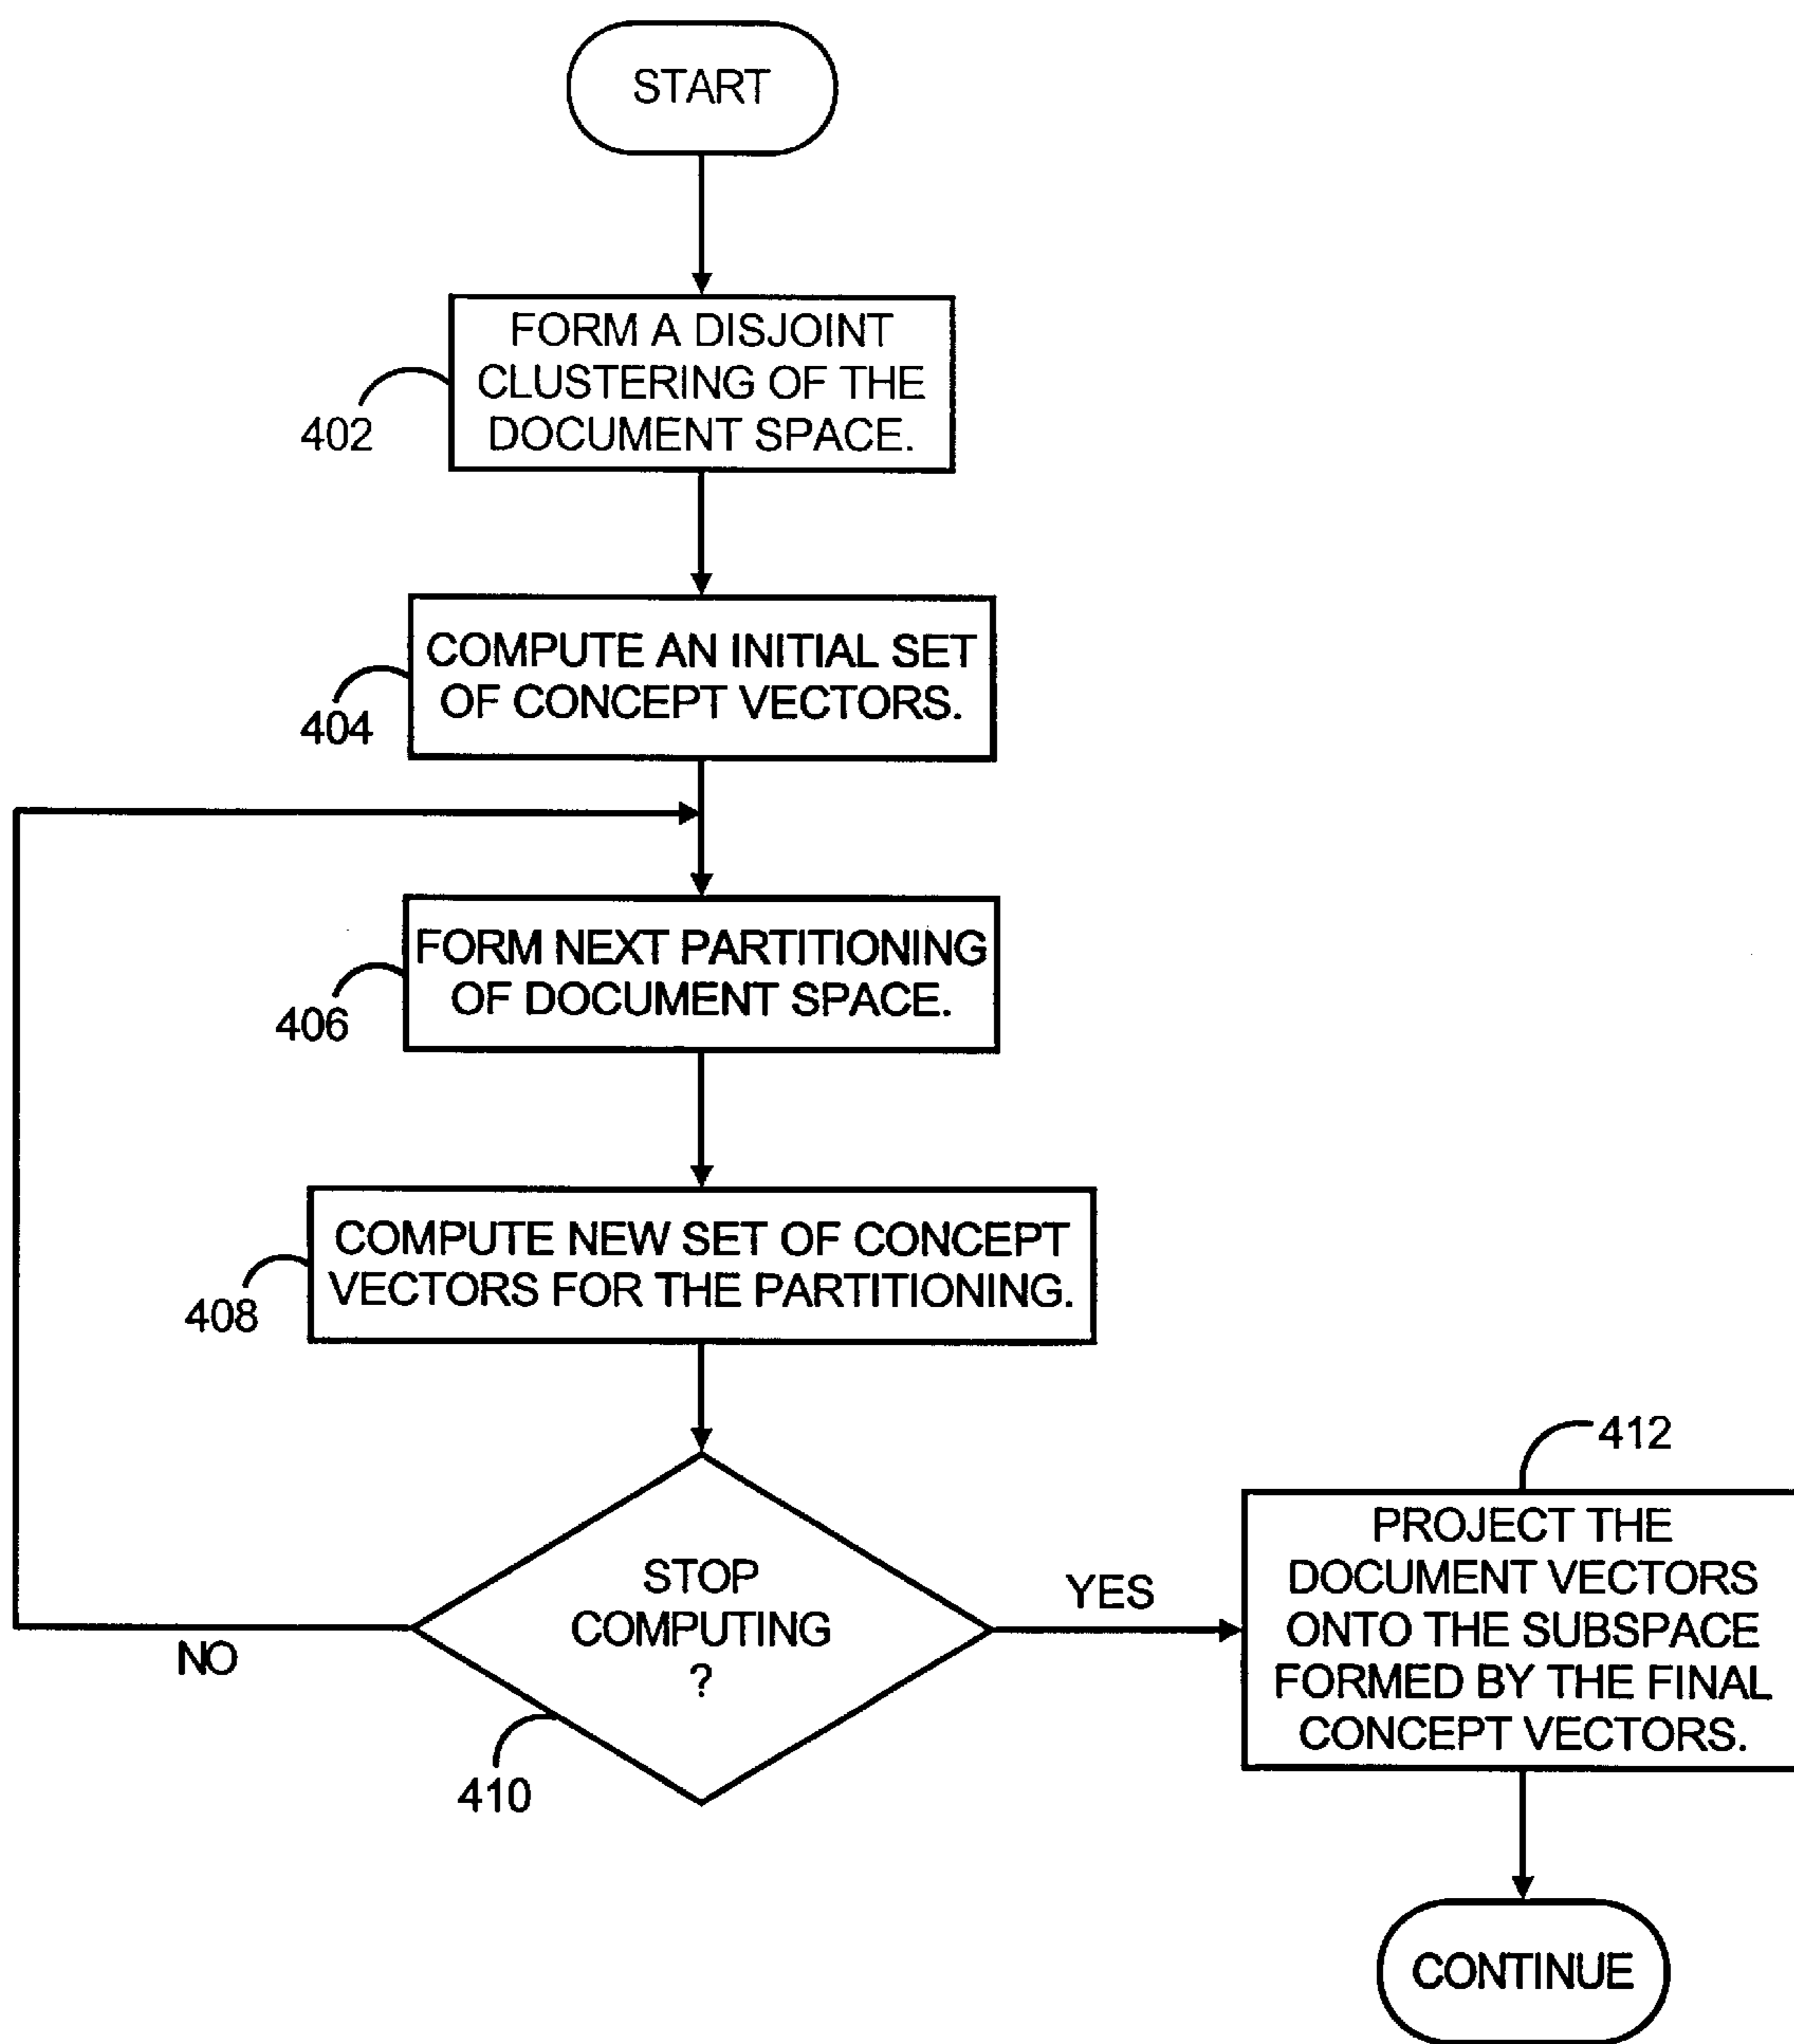 START
FORM A DISJOINT
CLUSTERING OF THE
DOCUMENT SPACE.
402
COMPUTE AN INITIAL SET
OF CONCEPT VECTORS.
404
FORM NEXT PARTITIONING
OF DOCUMENT SPACE.
406
COMPUTE NEW SET OF CONCEPT
VECTORS FOR THE PARTITIONING.
408
STOP
COMPUTING
?
410
NO
YES
412
PROJECT THE
DOCUMENT VECTORS
ONTO THE SUBSPACE
FORMED BY THE FINAL
CONCEPT VECTORS.
CONTINUE